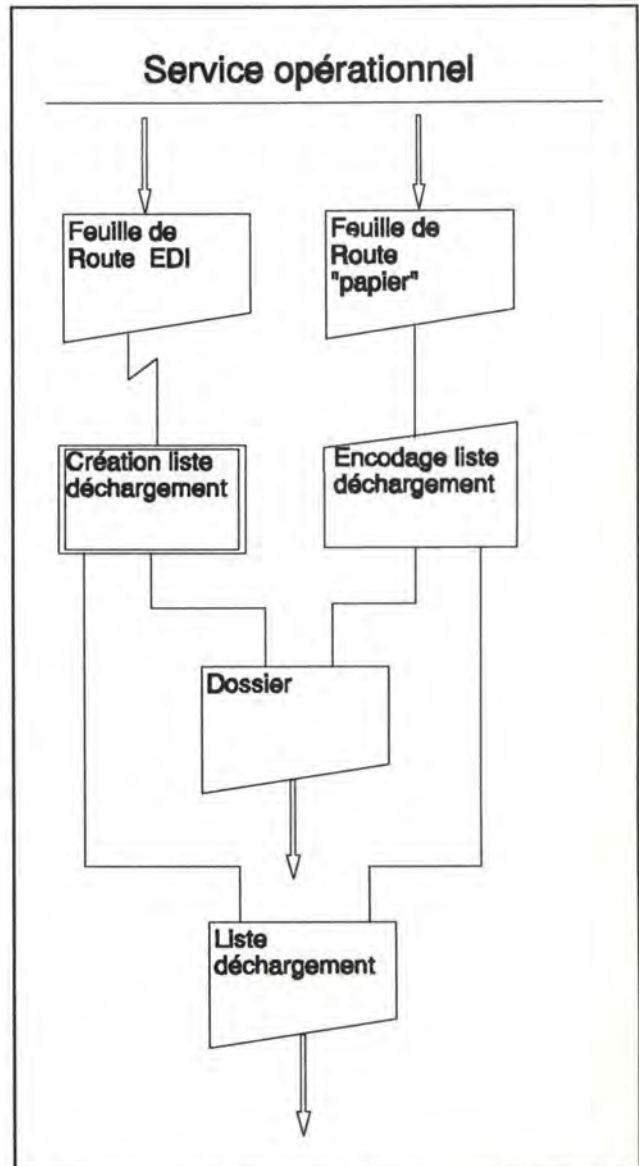 Service opérationnel
Feuille de
Route EDI
Feuille de
Route
"papier"
Création liste
déchargement
Encodage liste
déchargement
Dossier
Liste
déchargement